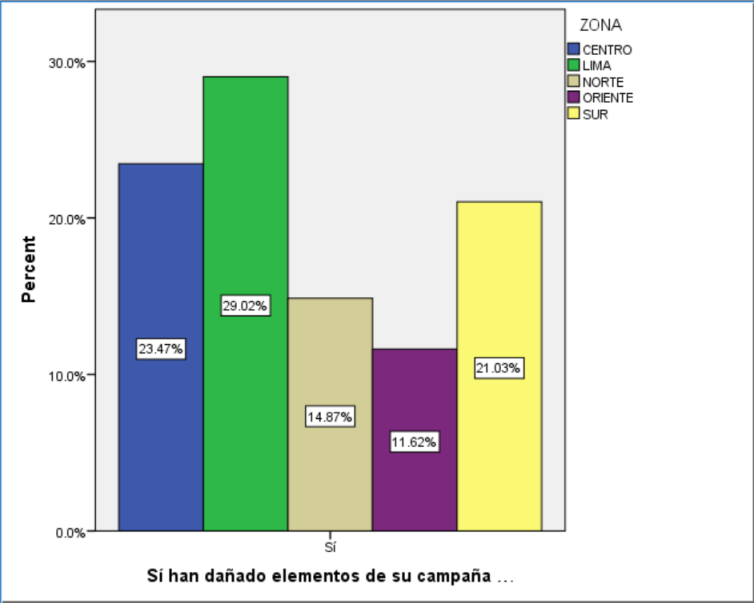 ZONA
CENTRO
LIMA
NORTE
ORIENTE
SUR
30.0%
20.0%
10.0%
0.0%
Percent
23.47%
29.02%
14.87%
11.62%
21.03%
Sí
Sí han dañado elementos de su campaña ...